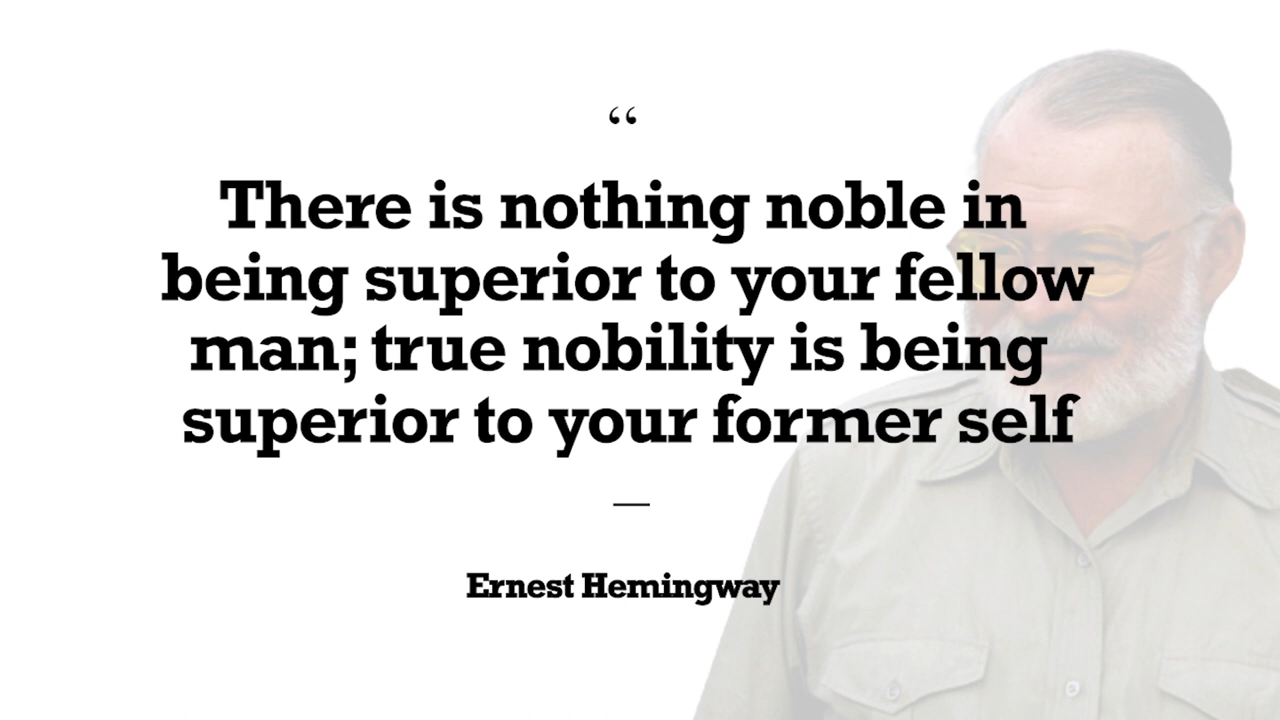 “
There is nothing noble in
being superior to your fellow
man; true nobility is being
superior to your former self
—
Ernest Hemingway